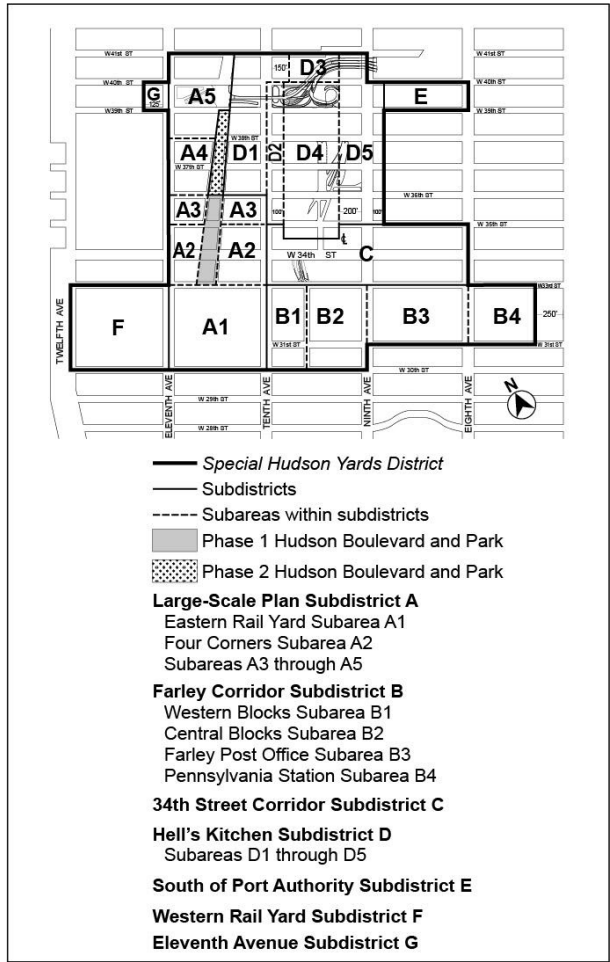 W 41st ST
W 41st ST
150'
D3
W 40th ST
W 40th ST
G
125'
A5
E
W 39th ST
W 39th ST
A4
D1
D2
D4
D5
W 38th ST
W 37th ST
W 36th ST
A3
A3
100'
200'
100'
W 35th ST
A2
A2
W 34th ST
C
W 33rd ST
F
A1
B1
B2
B3
B4
250'
W 31st ST
W 31st ST
W 30th ST
TWELFTH AVE
ELEVENTH AVE
TENTH AVE
NINTH AVE
EIGHTH AVE
W 29th ST
W 28th ST
N
Special Hudson Yards District
Subdistricts
Subareas within subdistricts
Phase 1 Hudson Boulevard and Park
Phase 2 Hudson Boulevard and Park
Large-Scale Plan Subdistrict A
Eastern Rail Yard Subarea A1
Four Corners Subarea A2
Subareas A3 through A5
Farley Corridor Subdistrict B
Western Blocks Subarea B1
Central Blocks Subarea B2
Farley Post Office Subarea B3
Pennsylvania Station Subarea B4
34th Street Corridor Subdistrict C
Hell's Kitchen Subdistrict D
Subareas D1 through D5
South of Port Authority Subdistrict E
Western Rail Yard Subdistrict F
Eleventh Avenue Subdistrict G